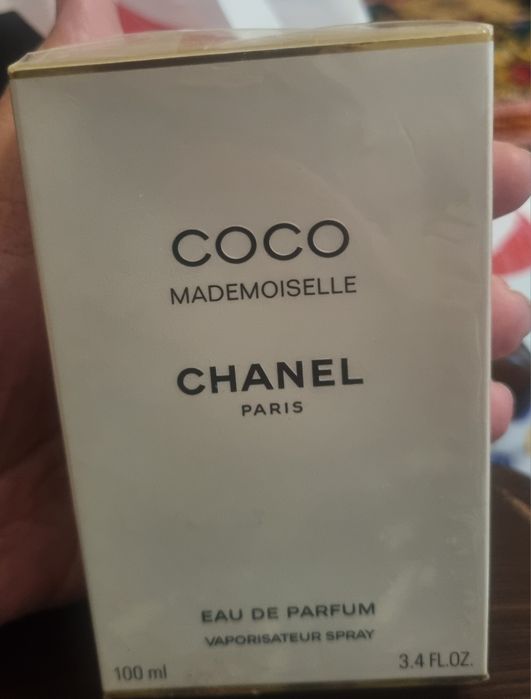 COCO
MADEMOISELLE
CHANEL
PARIS
EAU DE PARFUM
VAPORISATEUR SPRAY
100 ml
3.4 FL.OZ.